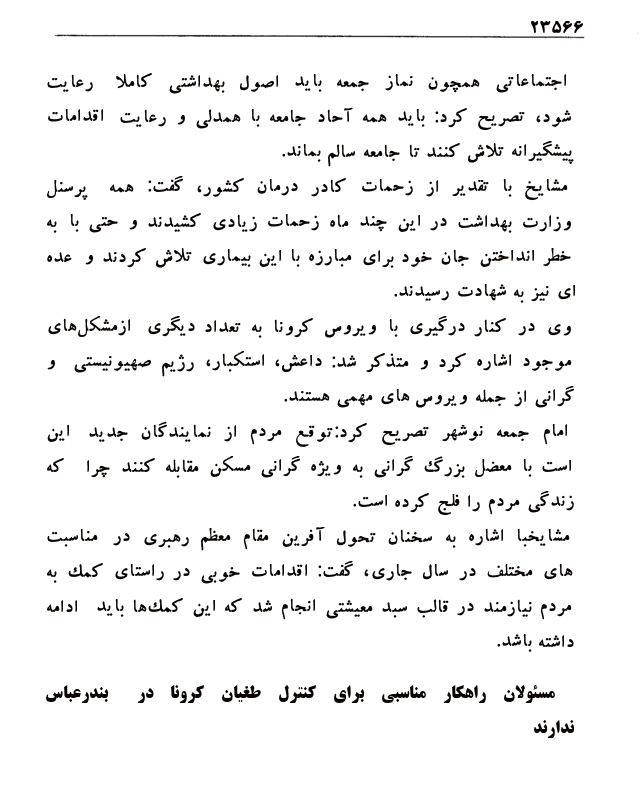 ۲۳۵۶۶
اجتماعاتی همچون نماز جمعه باید اصول بهداشتی کاملا رعایت
شود، تصریح کرد: باید همه آحاد جامعه با همدلی و رعایت اقدامات
پیشگیرانه تلاش کنند تا جامعه سالم بماند.
مشایخ با تقدیر از زحمات کادر درمان کشور، گفت: همه پرسنل
وزارت بهداشت در این چند ماه زحمات زیادی کشیدند و حتی با به
خطر انداختن جان خود برای مبارزه با این بیماری تلاش کردند و عده
ای نیز به شهادت رسیدند.
وی در کنار درگیری با ویروس کرونا به تعداد دیگری ازمشکل‌های
موجود اشاره کرد و متذکر شد: داعش، استکبار، رژیم صهیونیستی و
گرانی از جمله ویروس های مهمی هستند.
امام جمعه نوشهر تصریح کرد:توقع مردم از نمایندگان جدید این
است با معضل بزرگ گرانی به ویژه گرانی مسکن مقابله کنند چرا که
زندگی مردم را فلج کرده است.
مشایخبا اشاره به سخنان تحول آفرین مقام معظم رهبری در مناسبت
های مختلف در سال جاری، گفت: اقدامات خوبی در راستای کمك به
مردم نیازمند در قالب سبد معیشتی انجام شد که این کمك‌ها باید ادامه
داشته باشد.
مسئولان راهکار مناسبی برای کنترل طغیان کرونا در بندرعباس
ندارند